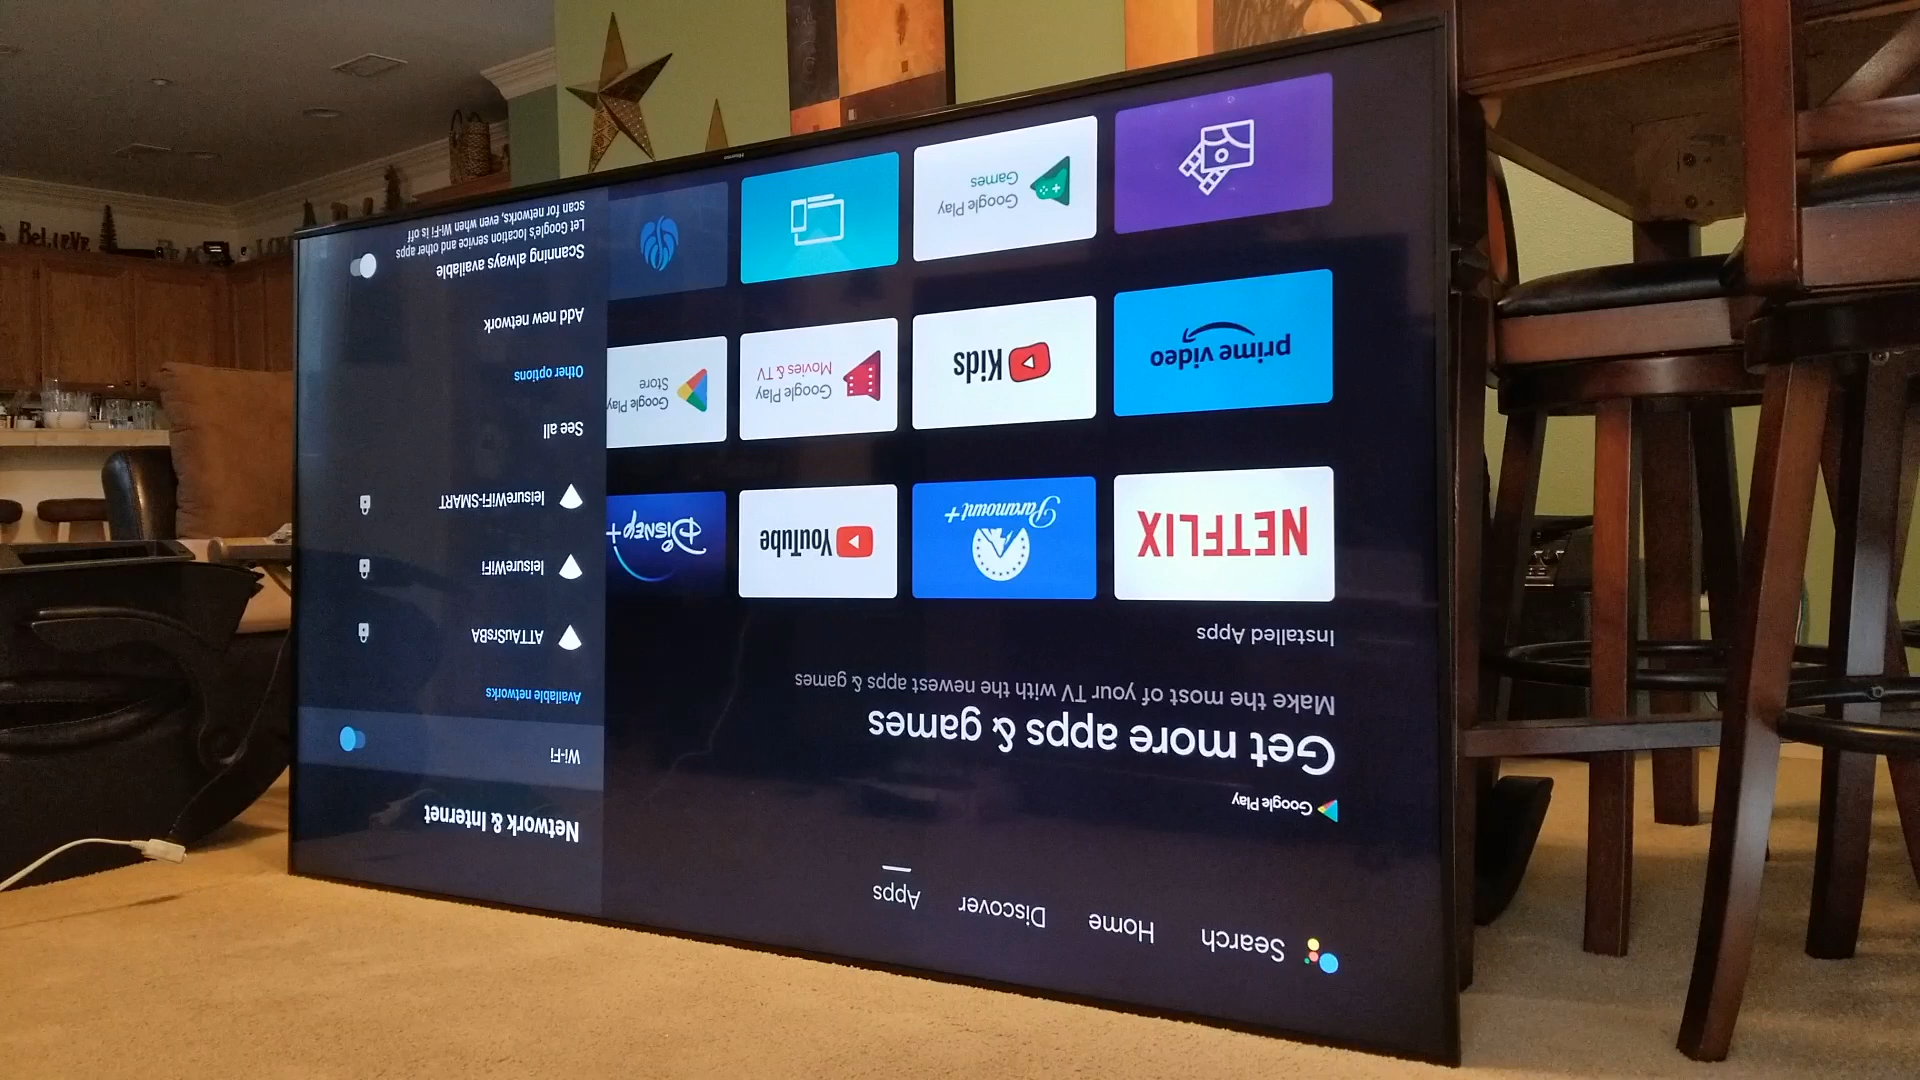 Search
Home
Discover
Apps
Google Play
Get more apps & games
Make the most of your TV with the newest apps & games
Installed Apps
NETFLIX
Paramount+
YouTube
Disney+
prime video
YouTube Kids
Google Play
Movies & TV
Google Play
Store
Google Play
Games
Network & Internet
Wi-Fi
Available networks
ATTAuSrsBA
leisureWiFi
leisureWiFi-SMART
See all
Other options
Add new network
Scanning always available
Let Google's location service and other apps
scan for networks, even when Wi-Fi is off
Hisense
BeLiEVE